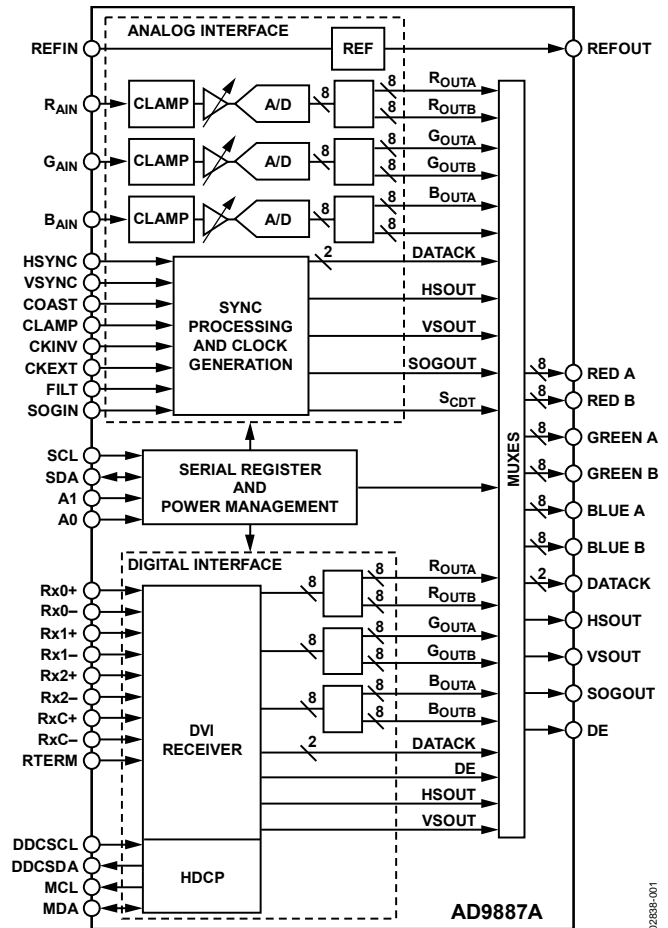 ANALOG INTERFACE
REFIN
REF
REFOUT
RAIN
CLAMP
A/D
8
8
ROUTA
8
ROUTB
GAIN
CLAMP
A/D
8
8
GOUTA
8
GOUTB
BAIN
CLAMP
A/D
8
8
BOUTA
8
HSYNC
VSYNC
COAST
CLAMP
CKINV
CKEXT
FILT
SOGIN
SYNC
PROCESSING
AND CLOCK
GENERATION
2
DATACK
HSOUT
VSOUT
SOGOUT
SCDT
SCL
SDA
A1
A0
SERIAL REGISTER
AND
POWER MANAGEMENT
MUXES
8
RED A
8
RED B
8
GREEN A
8
GREEN B
8
BLUE A
8
BLUE B
2
DATACK
HSOUT
VSOUT
SOGOUT
DE
DIGITAL INTERFACE
Rx0+
Rx0–
Rx1+
Rx1–
Rx2+
Rx2–
RxC+
RxC–
RTERM
DVI
RECEIVER
8
8
ROUTA
8
ROUTB
8
8
GOUTA
8
GOUTB
8
8
BOUTA
8
BOUTB
2
DATACK
DE
HSOUT
VSOUT
DDCSCL
DDCSDA
MCL
MDA
HDCP
AD9887A
02838-001